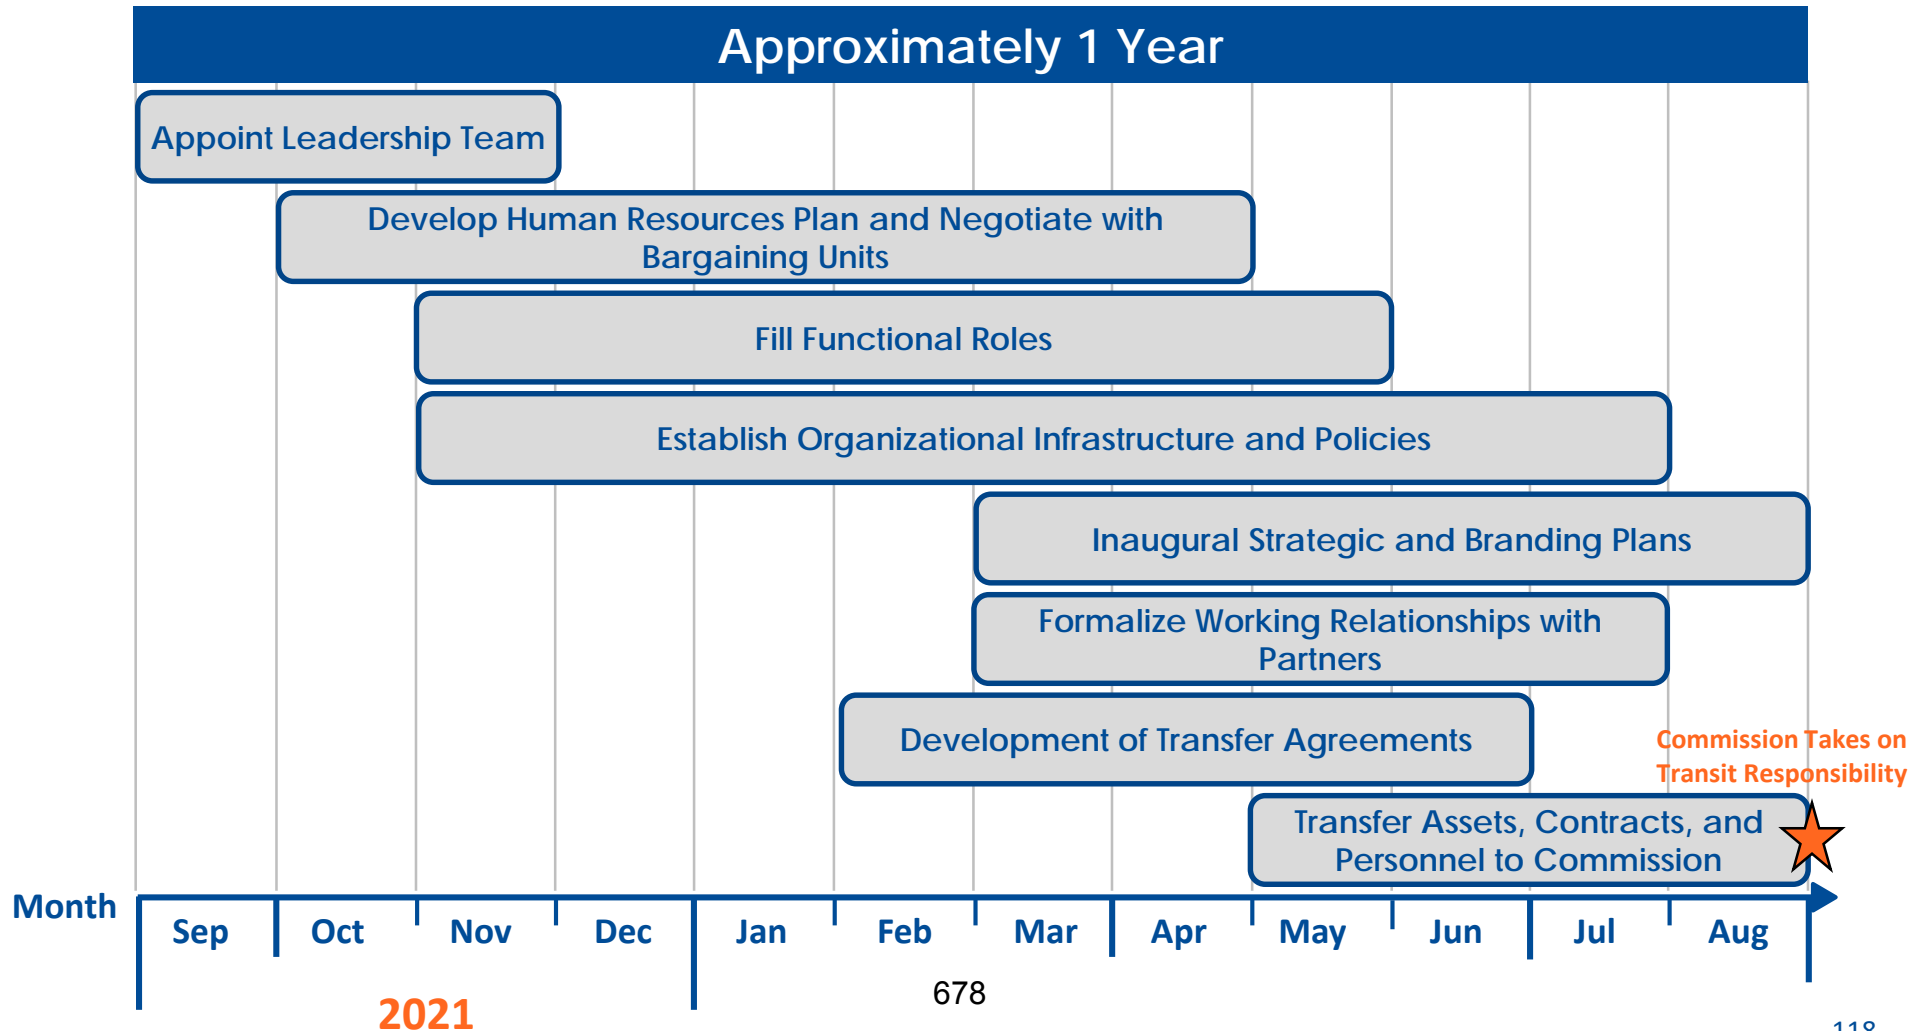 Approximately 1 Year
Appoint Leadership Team
Develop Human Resources Plan and Negotiate with
Bargaining Units
Fill Functional Roles
Establish Organizational Infrastructure and Policies
Inaugural Strategic and Branding Plans
Formalize Working Relationships with
Partners
Development of Transfer Agreements
Commission Takes on
Transit Responsibility
Transfer Assets, Contracts, and
Personnel to Commission
Month
Sep Oct Nov Dec Jan Feb Mar Apr May Jun Jul Aug
678
2021
118